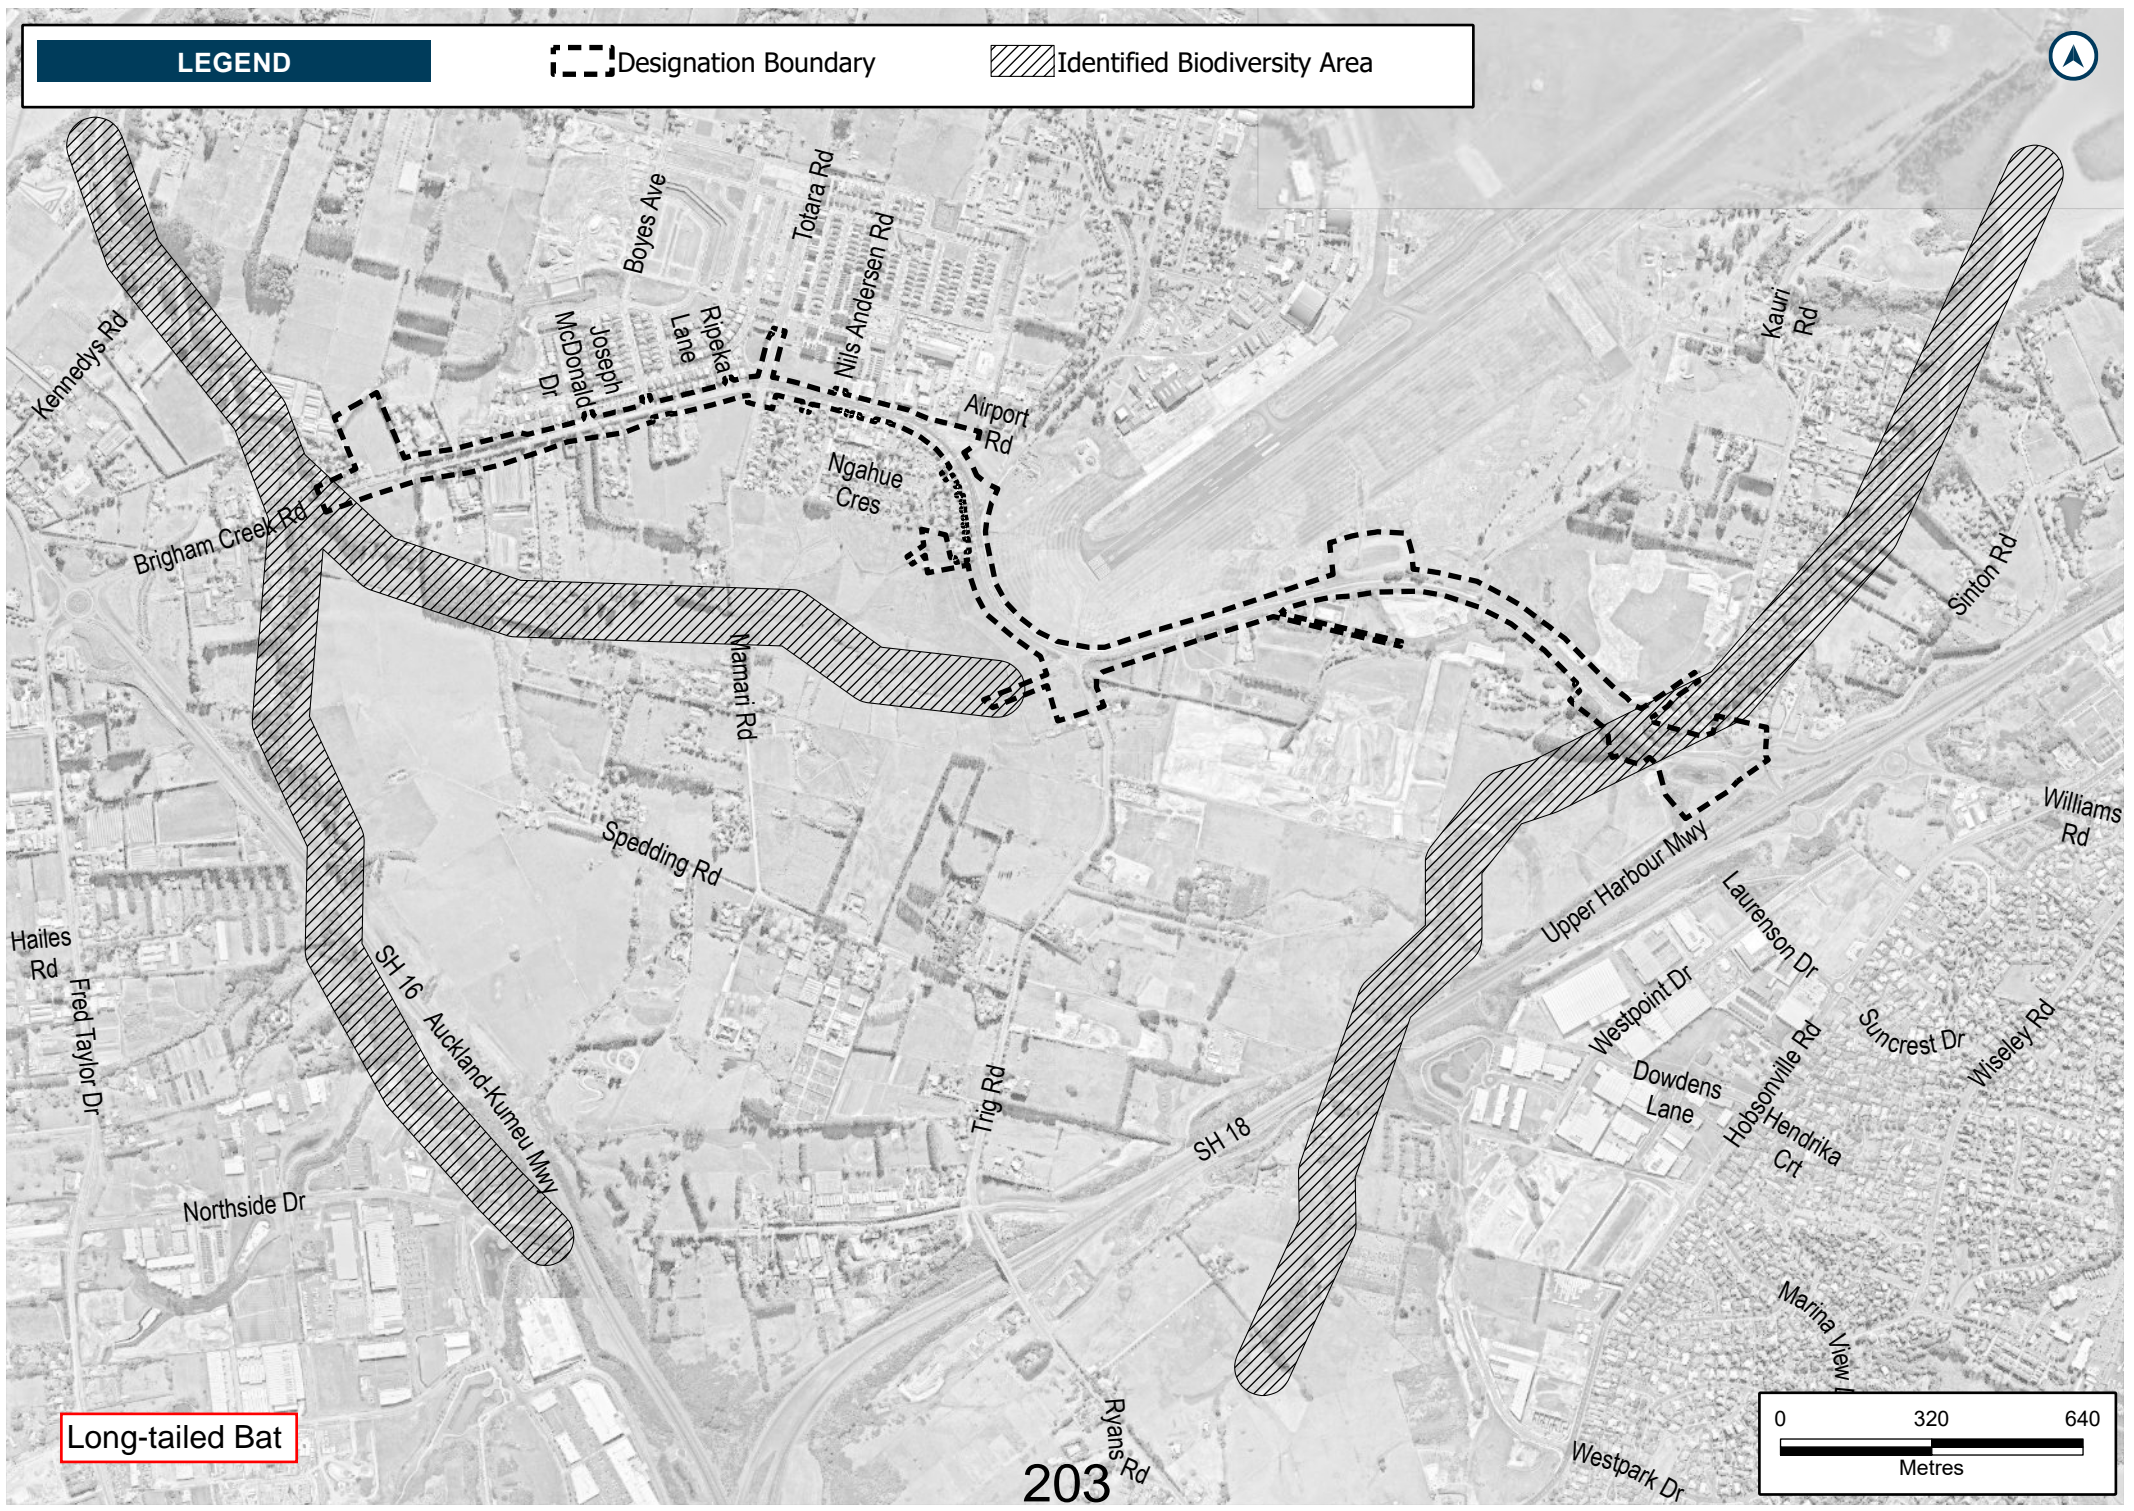 LEGEND
Designation Boundary
Identified Biodiversity Area
Boyes Ave
Totara Rd
Nils Andersen Rd
Kauri
Rd
Kennedys Rd
Joseph
McDonald
Dr
Ripeka
Lane
Airport
Rd
Ngahue
Cres
Brigham Creek Rd
Sinton Rd
Mamari Rd
Williams
Rd
Spedding Rd
Upper Harbour Mwy
Laurenson Dr
Hailes
Rd
SH 16
Auckland-Kumeu Mwy
Fred Taylor Dr
Westpoint Dr
Suncrest Dr
Wiseley Rd
Dowdens
Lane
Hobsonville Rd
Hendrika
Crt
Trig Rd
SH 18
Northside Dr
Marina View
Ryans Rd
Westpark Dr
Long-tailed Bat
0 320 640
Metres
203